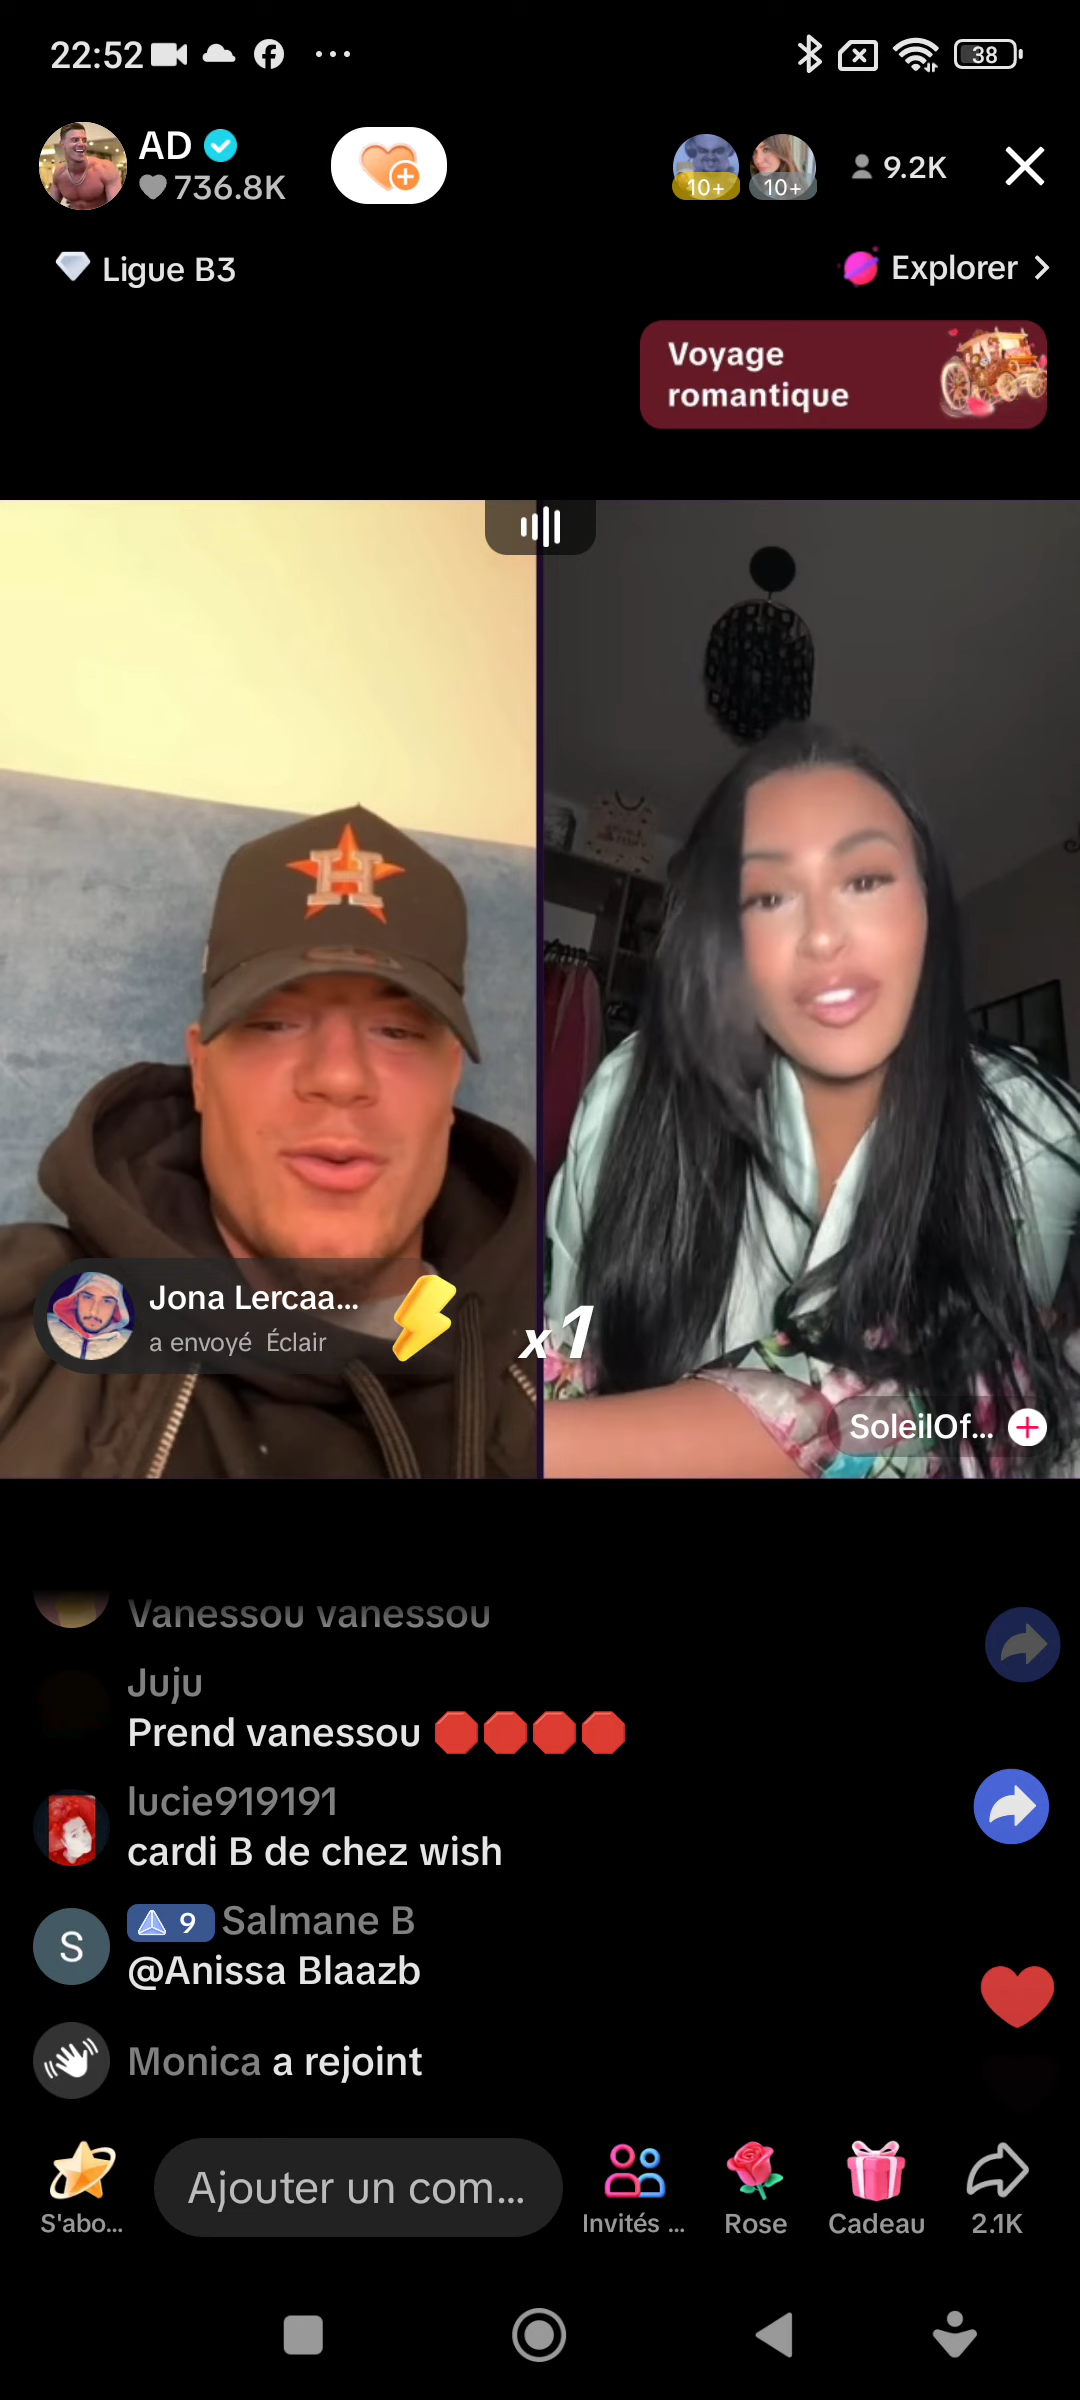 22:52
38
AD
736.8K
10+
10+
9.2K
Ligue B3
Explorer
Voyage
romantique
H
Jona Lercaa...
a envoyé Éclair
x1
SoleilOf...
Vanessou vanessou
Juju
Prend vanessou
lucie919191
cardi B de chez wish
S
9 Salmane B
@Anissa Blaazb
Monica a rejoint
Ajouter un com...
S'abo...
Invités ...
Rose
Cadeau
2.1K